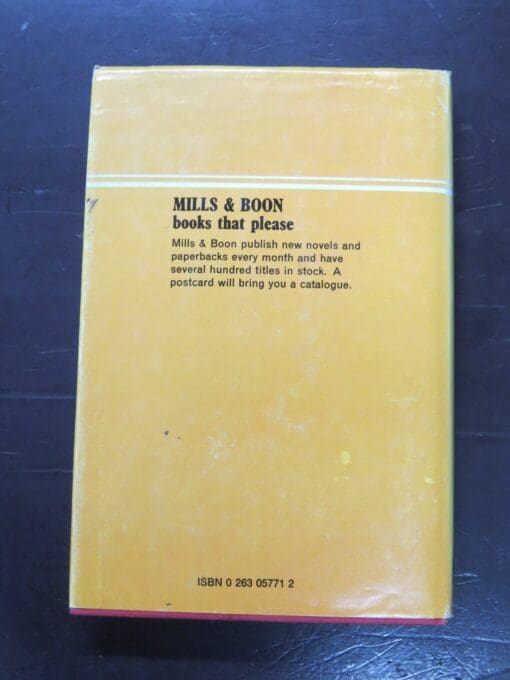 MILLS & BOON
books that please
Mills & Boon publish new novels and
paperbacks every month and have
several hundred titles in stock. A
postcard will bring you a catalogue.
ISBN 0 263 05771 2